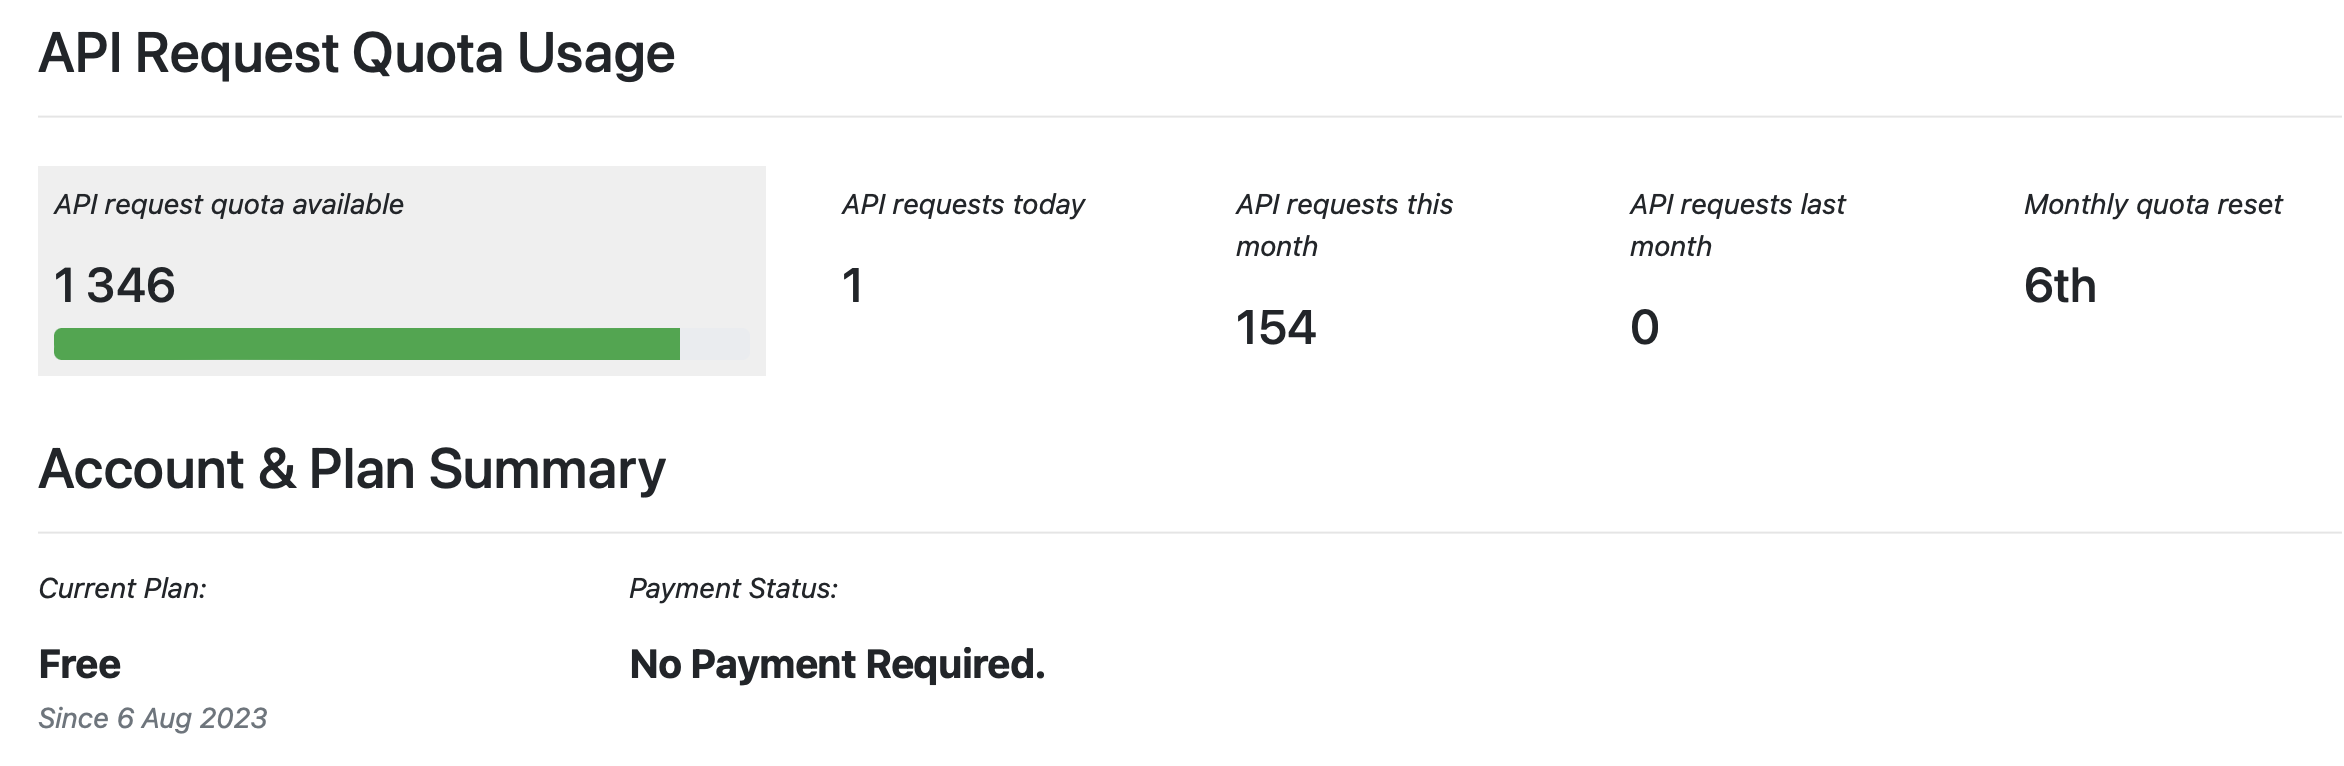 API Request Quota Usage
API request quota available
1 346
API requests today
1
API requests this
month
154
API requests last
month
0
Monthly quota reset
6th
Account & Plan Summary
Current Plan:
Free
Since 6 Aug 2023
Payment Status:
No Payment Required.